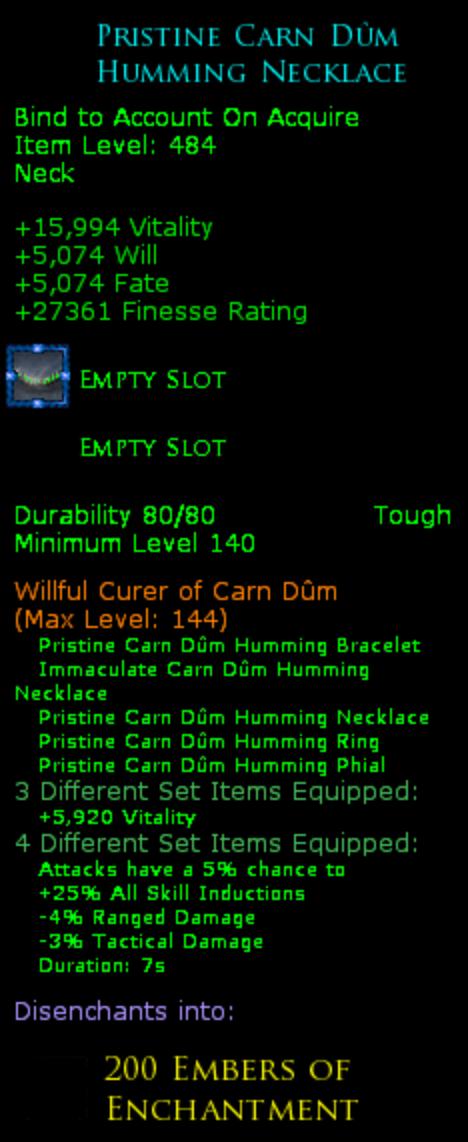 Pristine Carn Dûm
Humming Necklace
Bind to Account On Acquire
Item Level: 484
Neck
+15,994 Vitality
+5,074 Will
+5,074 Fate
+27361 Finesse Rating
Empty Slot
Empty Slot
Durability 80/80 Tough
Minimum Level 140
Willful Curer of Carn Dûm
(Max Level: 144)
Pristine Carn Dûm Humming Bracelet
Immaculate Carn Dûm Humming
Necklace
Pristine Carn Dûm Humming Necklace
Pristine Carn Dûm Humming Ring
Pristine Carn Dûm Humming Phial
3 Different Set Items Equipped:
+5,920 Vitality
4 Different Set Items Equipped:
Attacks have a 5% chance to
+25% All Skill Inductions
-4% Ranged Damage
-3% Tactical Damage
Duration: 7s
Disenchants into:
200 Embers of
Enchantment